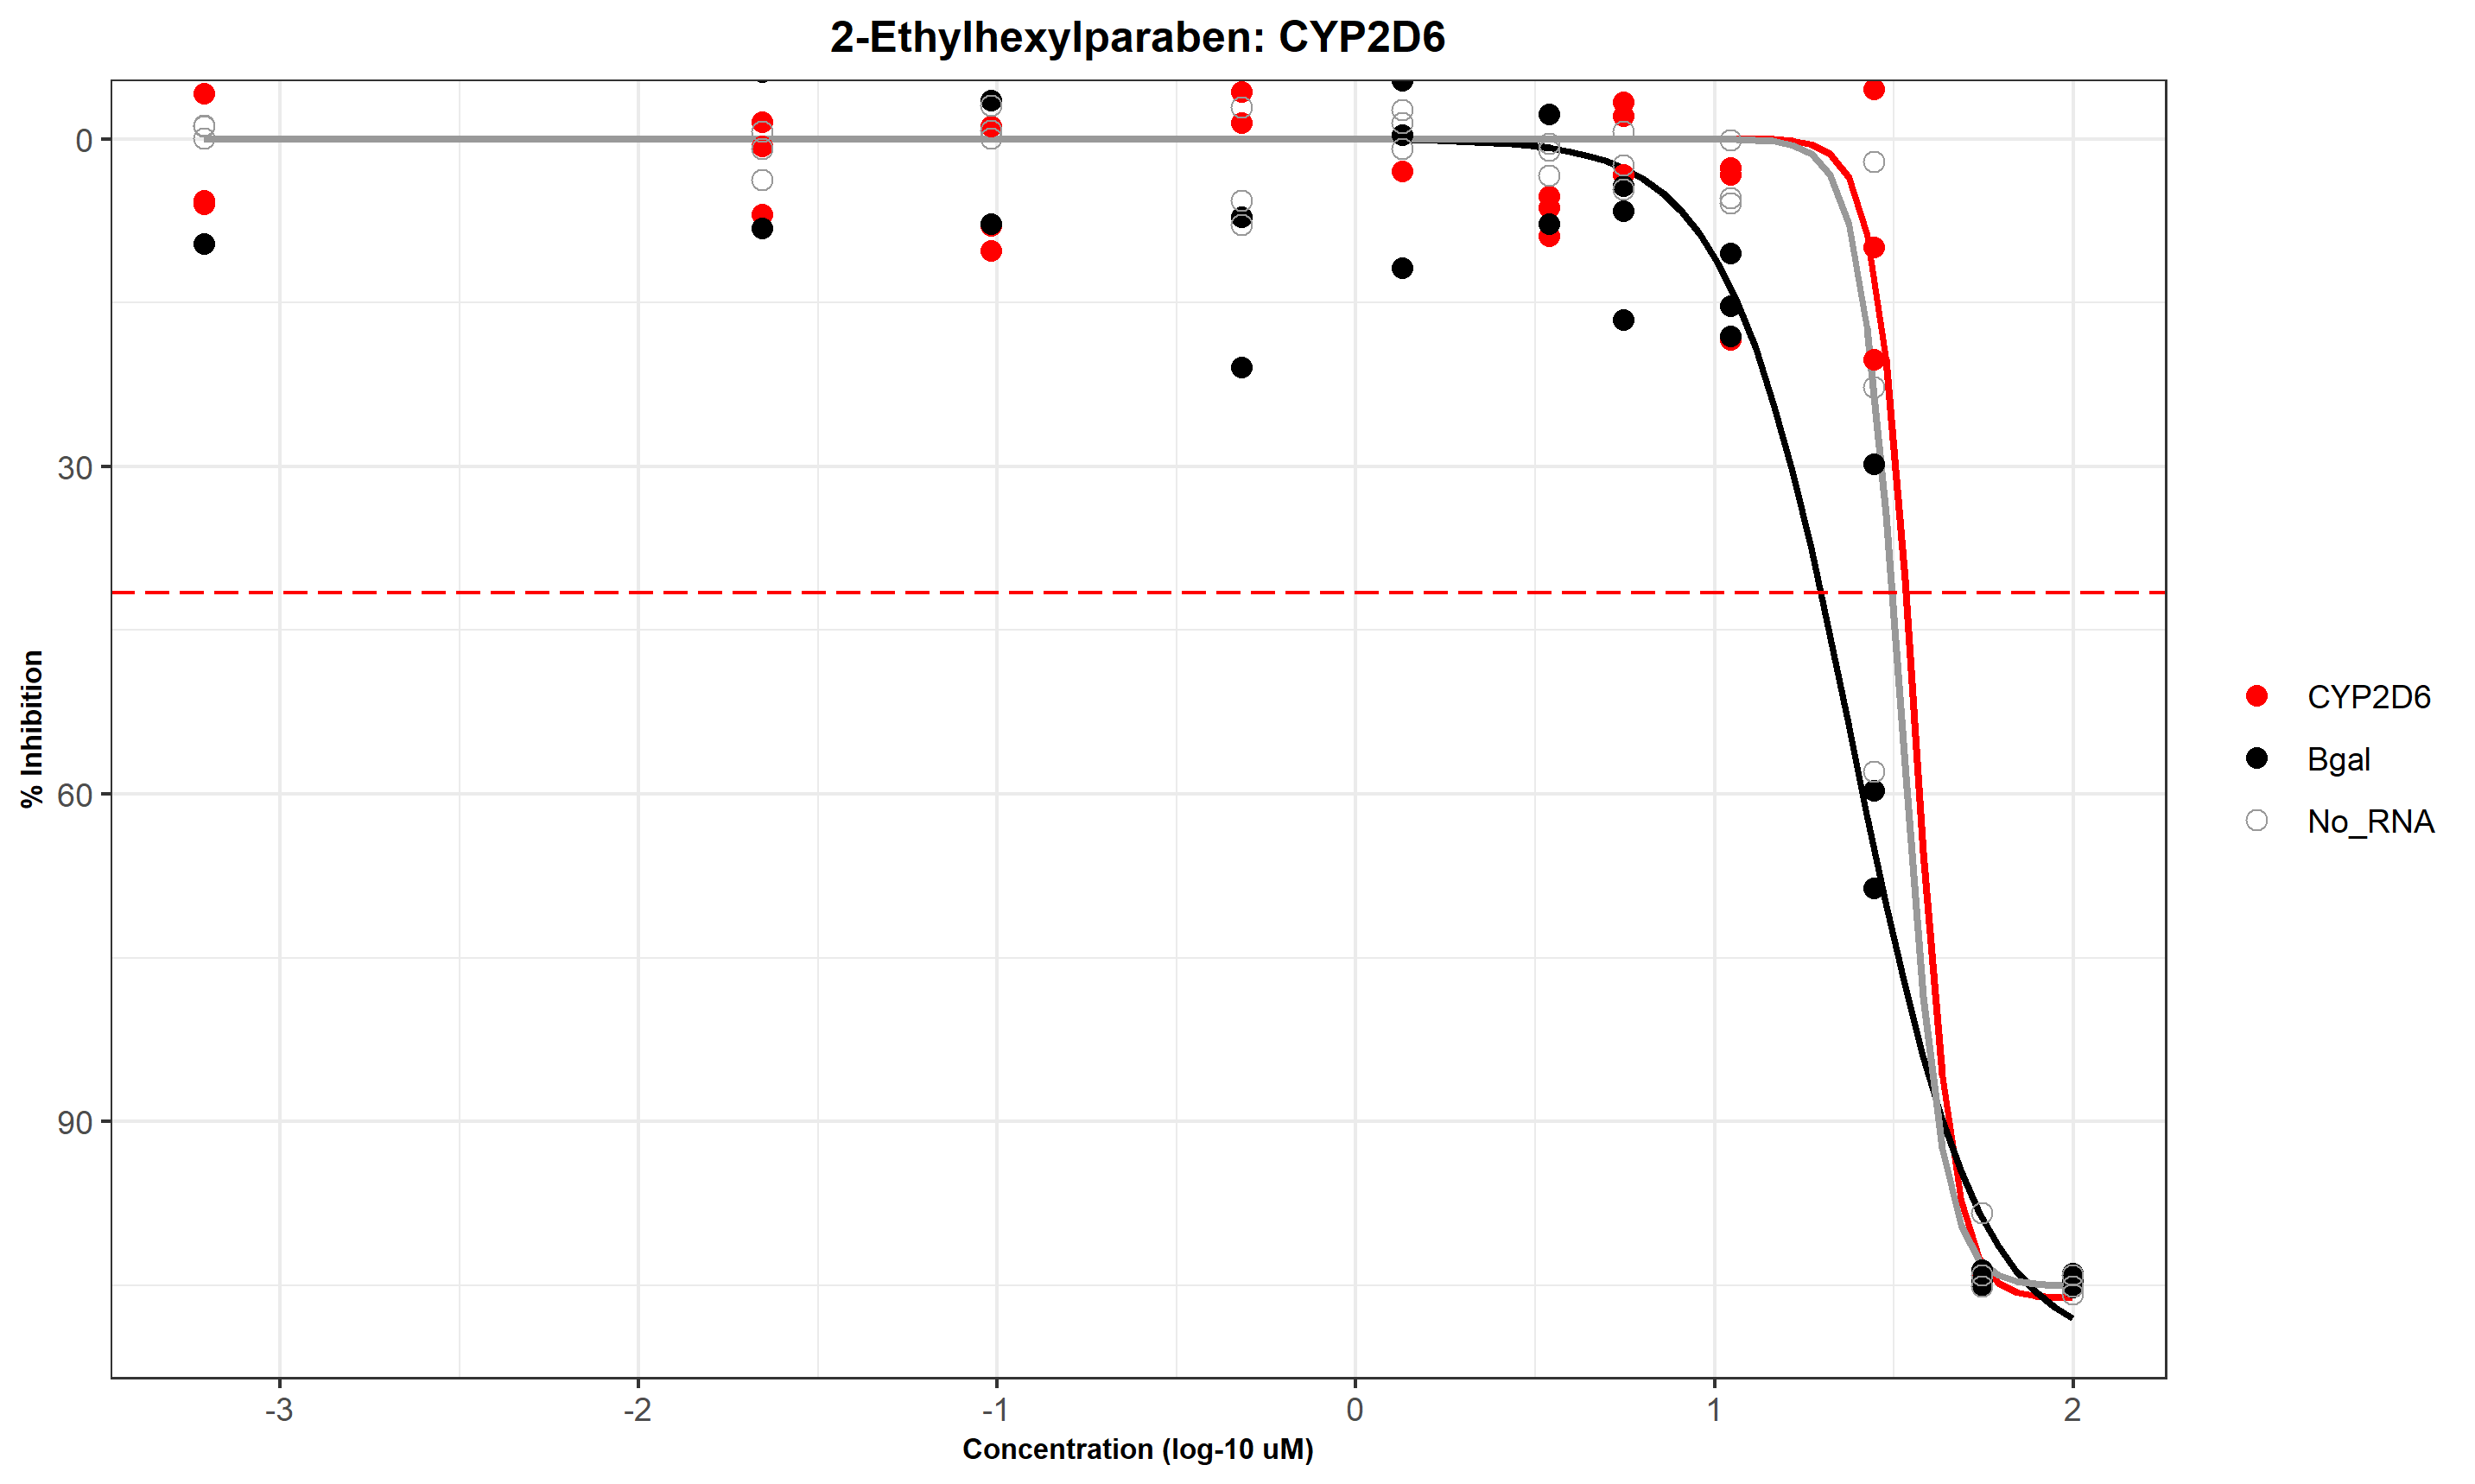 2-Ethylhexylparaben: CYP2D6
0
30
60
90
% Inhibition
-3
-2
-1
0
1
2
Concentration (log-10 uM)
CYP2D6
Bgal
No_RNA